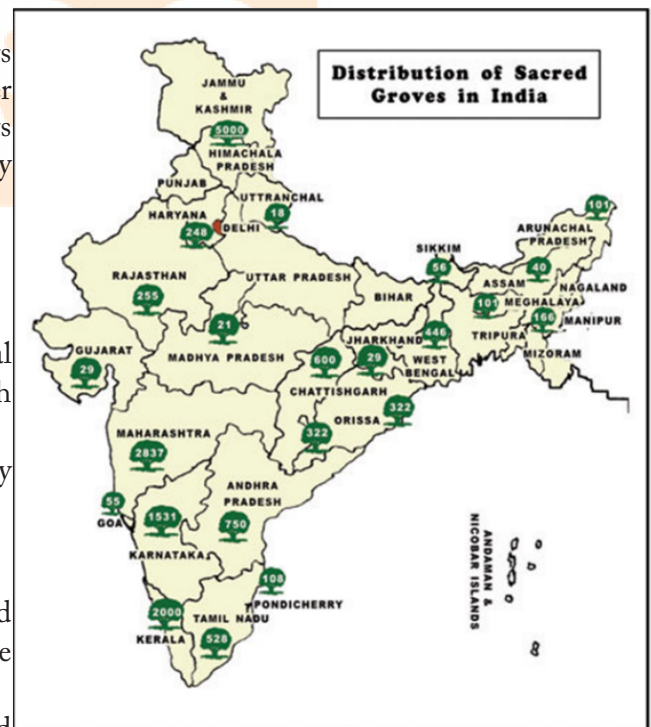 s
er
s
y
al
h
y
d
e
d
Distribution of Sacred
Groves in India
JAMMU
&
KASHMIR
5000
HIMACHALA
PRADESH
PUNJAB
UTTRANCHAL
18
HARYANA
248
DELHI
101
ARUNACHAL
PRADESH?
SIKKIM
56
40
ASSAM
NAGALAND
RAJASTHAN
255
UTTAR PRADESH
BIHAR
101
MEGHALAYA
166
MANIPUR
TRIPURA
MIZORAM
21
MADHYA PRADESH
GUJARAT
29
600
JHARKHAND
29
446
WEST
BENGAL
CHATTISHGARH
ORISSA
322
322
MAHARASHTRA
2837
ANDHRA
PRADESH
750
55
GOA
1531
KARNATAKA
108
PONDICHERRY
2000
KERALA
TAMIL NADU
528
ANDAMAN &
NICOBAR ISLANDS